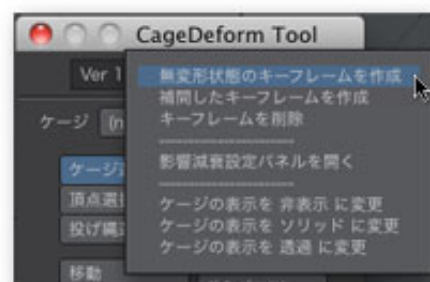 CageDeform Tool
Ver 1
無変形状態のキーフレームを作成
補間したキーフレームを作成
ケージ (n
キーフレームを削除
影響減衰設定パネルを開く
ケージ
頂点選
ケージの表示を 非表示 に変更
投げ縄
ケージの表示を ソリッド に変更
ケージの表示を 透過 に変更
移動